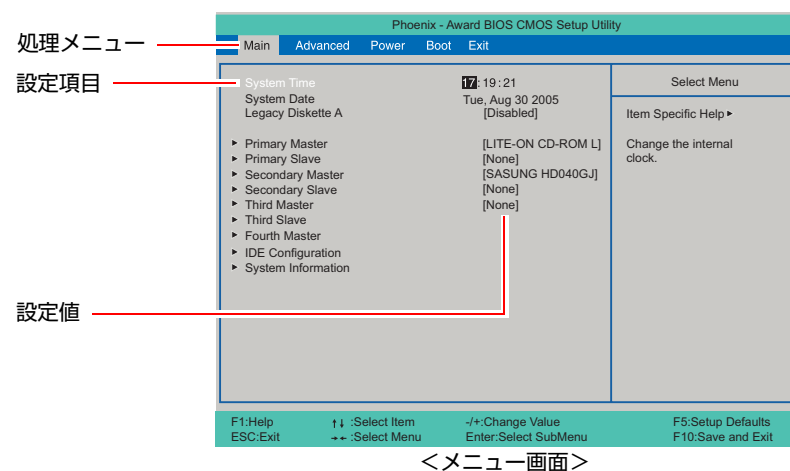 Phoenix - Award BIOS CMOS Setup Utility
処理メニュー
Main Advanced Power Boot Exit
設定項目
System Time 17:19:21
System Date Tue, Aug 30 2005
Legacy Diskette A [Disabled]
Select Menu
Item Specific Help▶
Change the internal
clock.
▶ Primary Master [LITE-ON CD-ROM L]
▶ Primary Slave [None]
▶ Secondary Master [SASUNG HD040GJ]
▶ Secondary Slave [None]
▶ Third Master [None]
▶ Third Slave
▶ Fourth Master
▶ IDE Configuration
▶ System Information
設定値
F1:Help ↑↓ :Select Item -/+:Change Value F5:Setup Defaults
ESC:Exit →← :Select Menu Enter:Select SubMenu F10:Save and Exit
＜メニュー画面＞